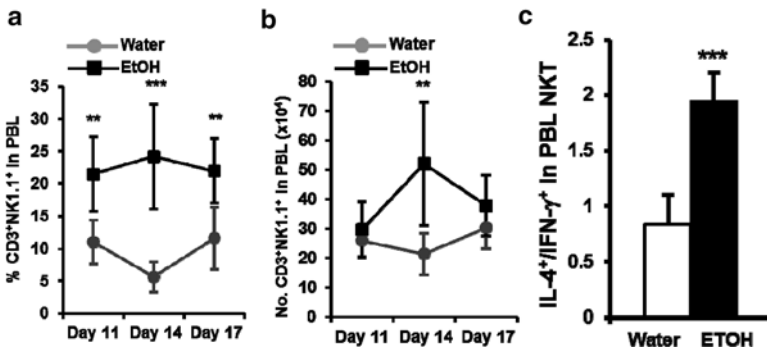 a
Water
EtOH
% CD3+NK1.1+ in PBL
35
30
25
20
15
10
5
0
**
***
**
Day 11
Day 14
Day 17
b
Water
EtOH
No. CD3+NK1.1+ in PBL (x10⁴)
80
70
60
50
40
30
20
10
0
**
Day 11
Day 14
Day 17
c
IL-4+/IFN-γ+ in PBL NKT
2.5
2
1.5
1
0.5
0
***
Water
ETOH